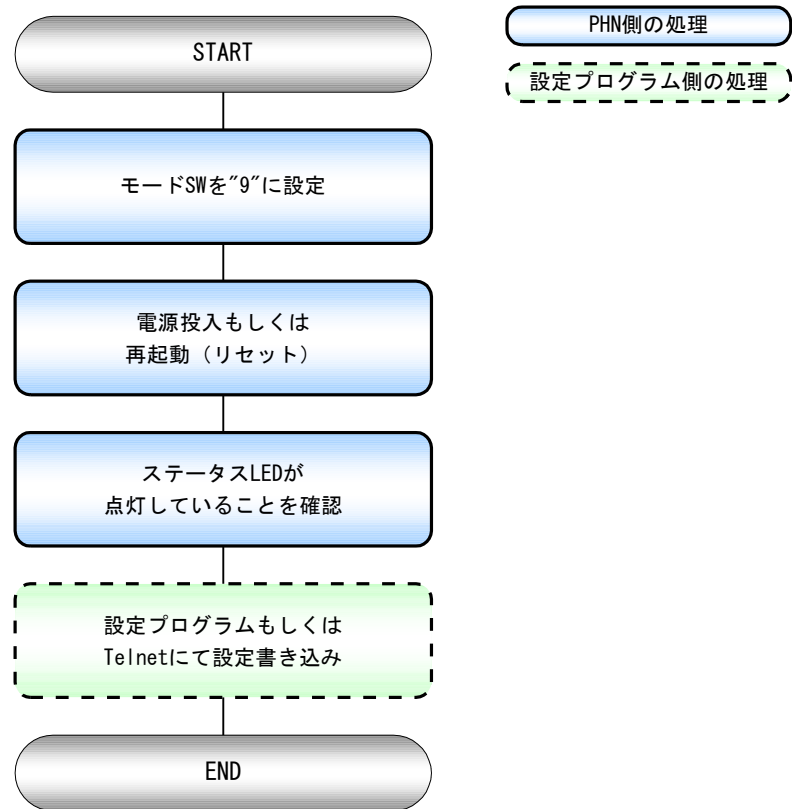 START
PHN側の処理
設定プログラム側の処理
モードSWを"9"に設定
電源投入もしくは
再起動（リセット）
ステータスLEDが
点灯していることを確認
設定プログラムもしくは
Telnetにて設定書き込み
END